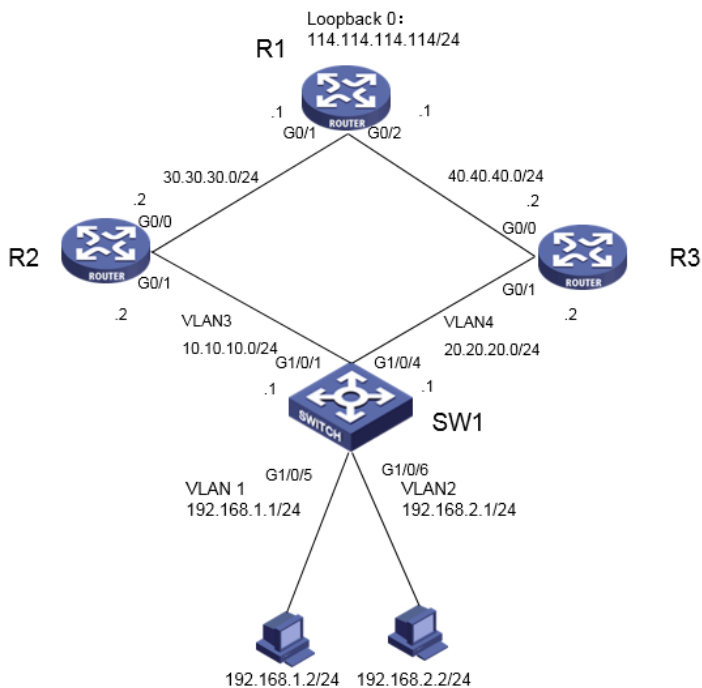 Loopback 0：
114.114.114.114/24
R1
.1
.1
ROUTER
G0/1
G0/2
30.30.30.0/24
40.40.40.0/24
.2
.2
G0/0
G0/0
R2
ROUTER
ROUTER
R3
G0/1
G0/1
.2
.2
VLAN3
VLAN4
10.10.10.0/24
20.20.20.0/24
G1/0/1
G1/0/4
.1
.1
SWITCH
SW1
G1/0/5
G1/0/6
VLAN 1
VLAN2
192.168.1.1/24
192.168.2.1/24
192.168.1.2/24
192.168.2.2/24